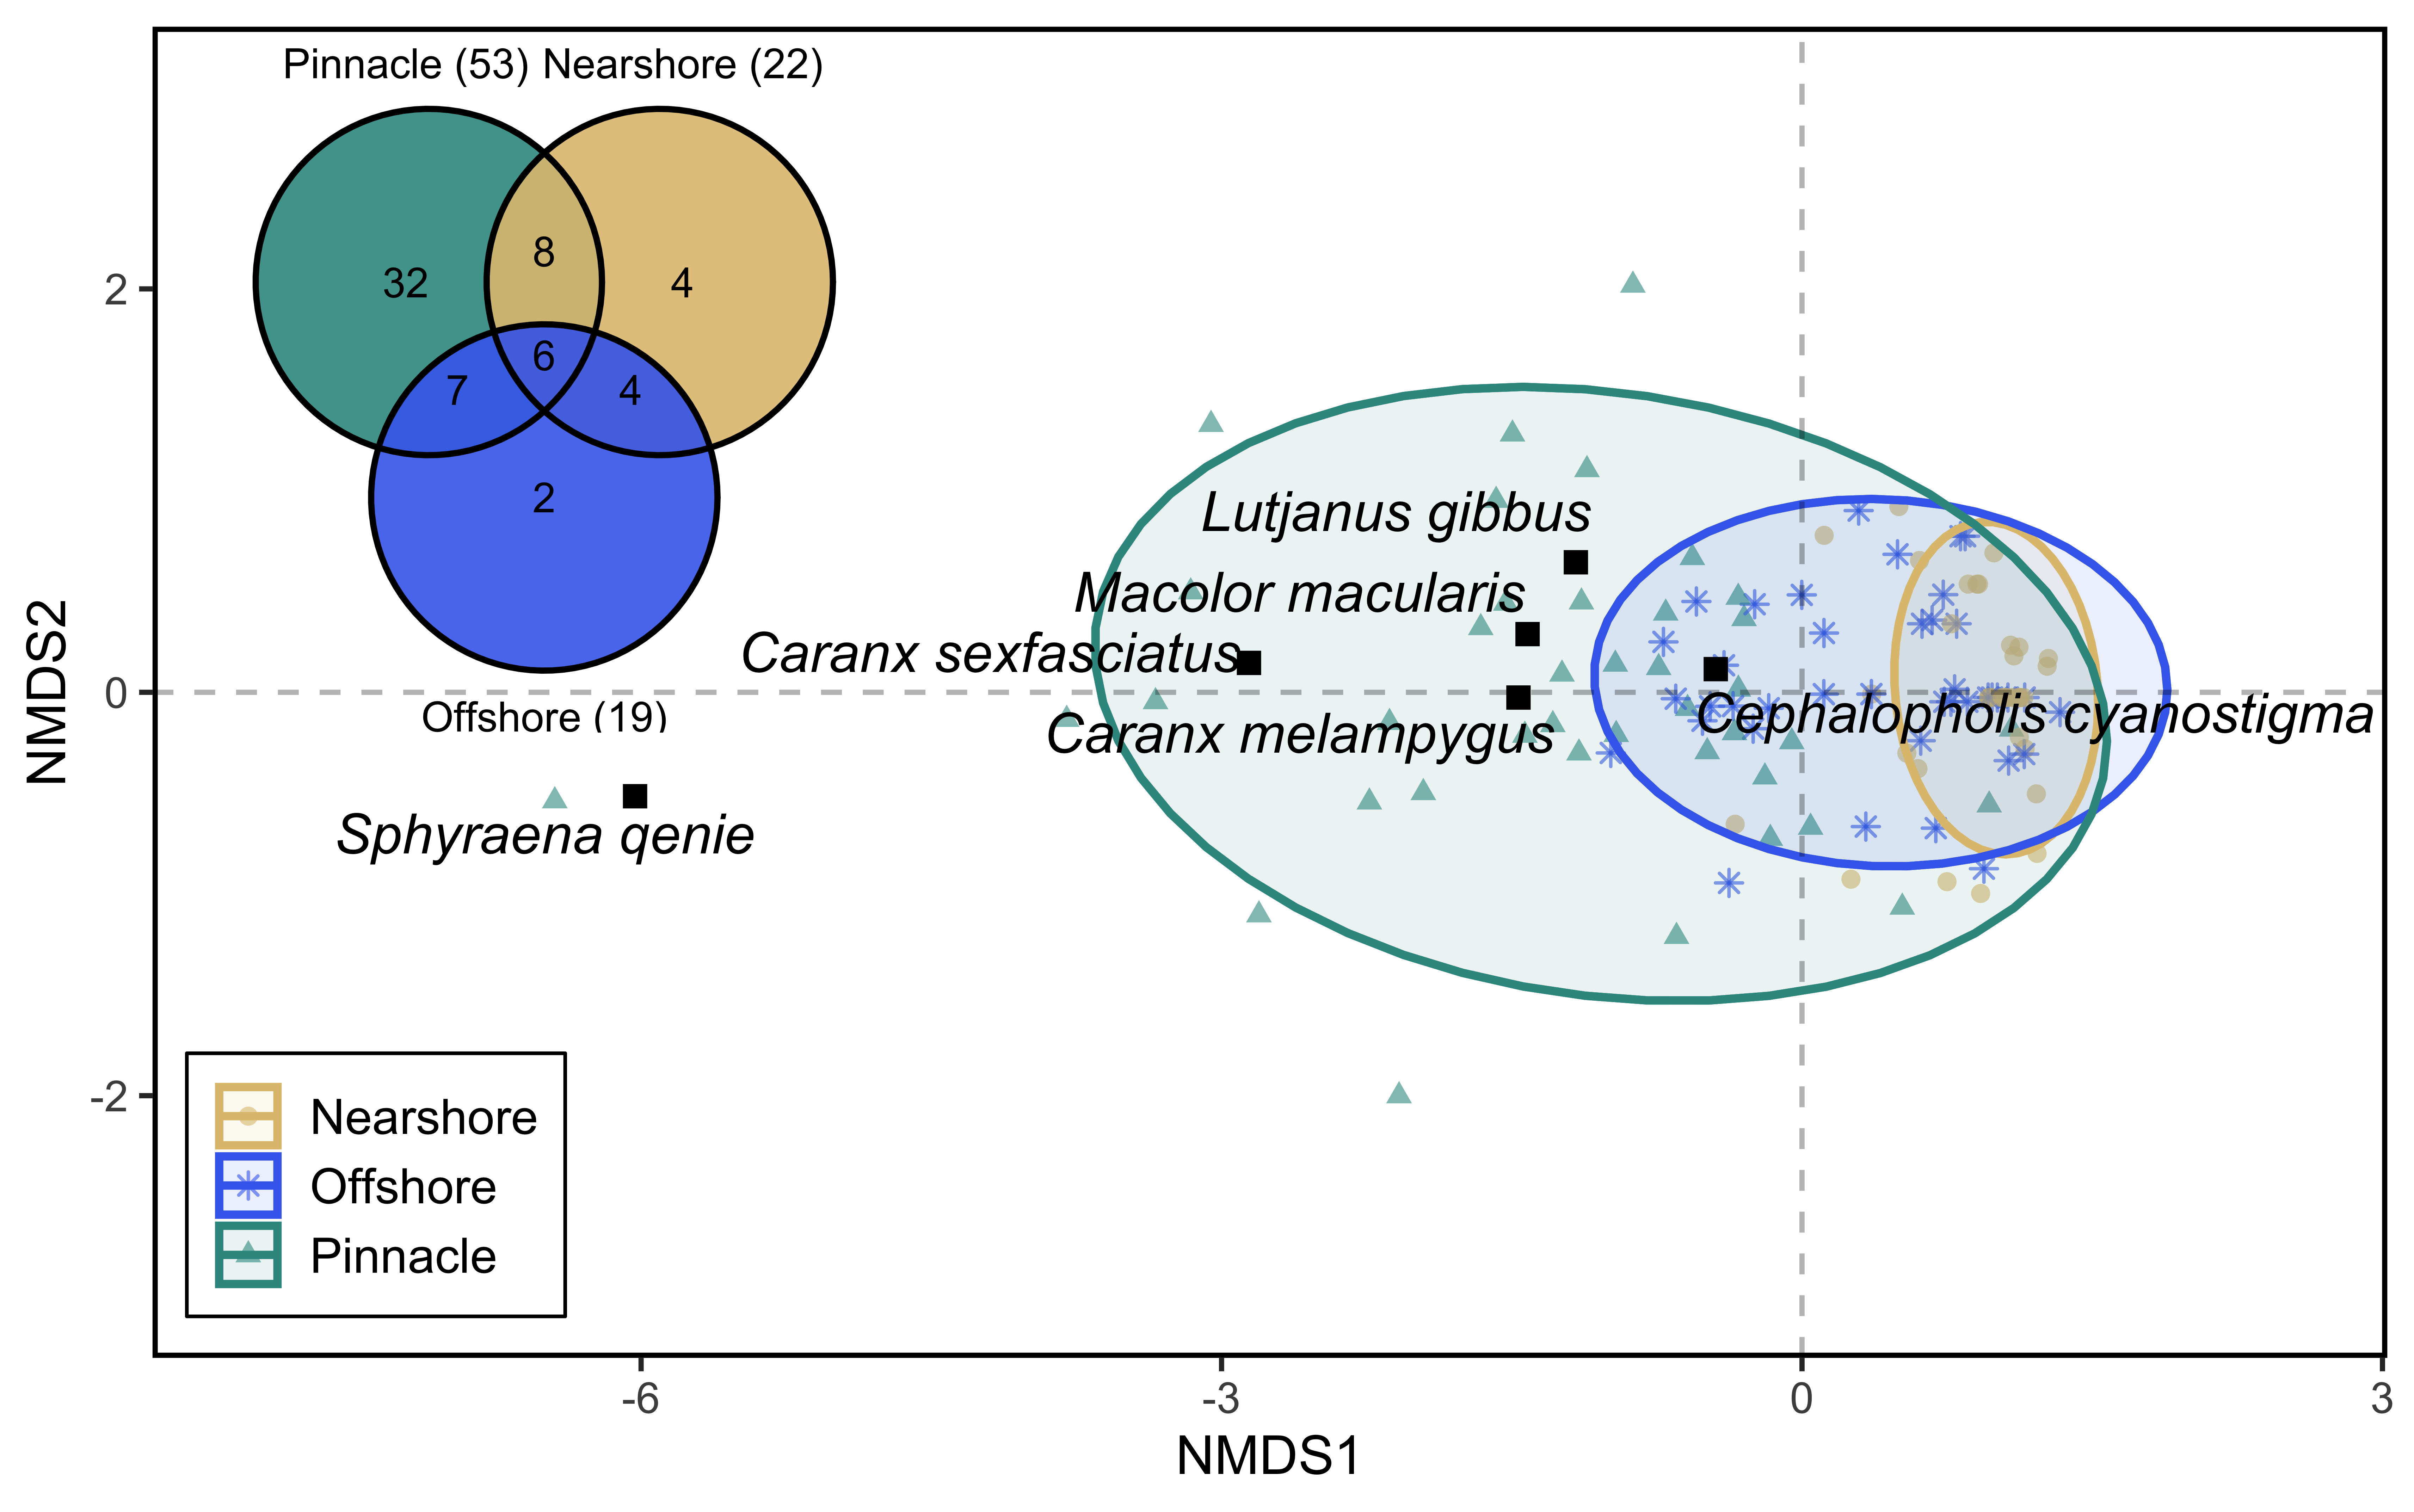 Pinnacle (53) Nearshore (22)
32
8
4
6
7
4
2
Offshore (19)
Lutjanus gibbus
Macolor macularis
Caranx sexfasciatus
Caranx melampygus
Cephalopholis cyanostigma
Sphyraena qenie
2
0
-2
NMDS2
Nearshore
Offshore
Pinnacle
-6
-3
0
3
NMDS1